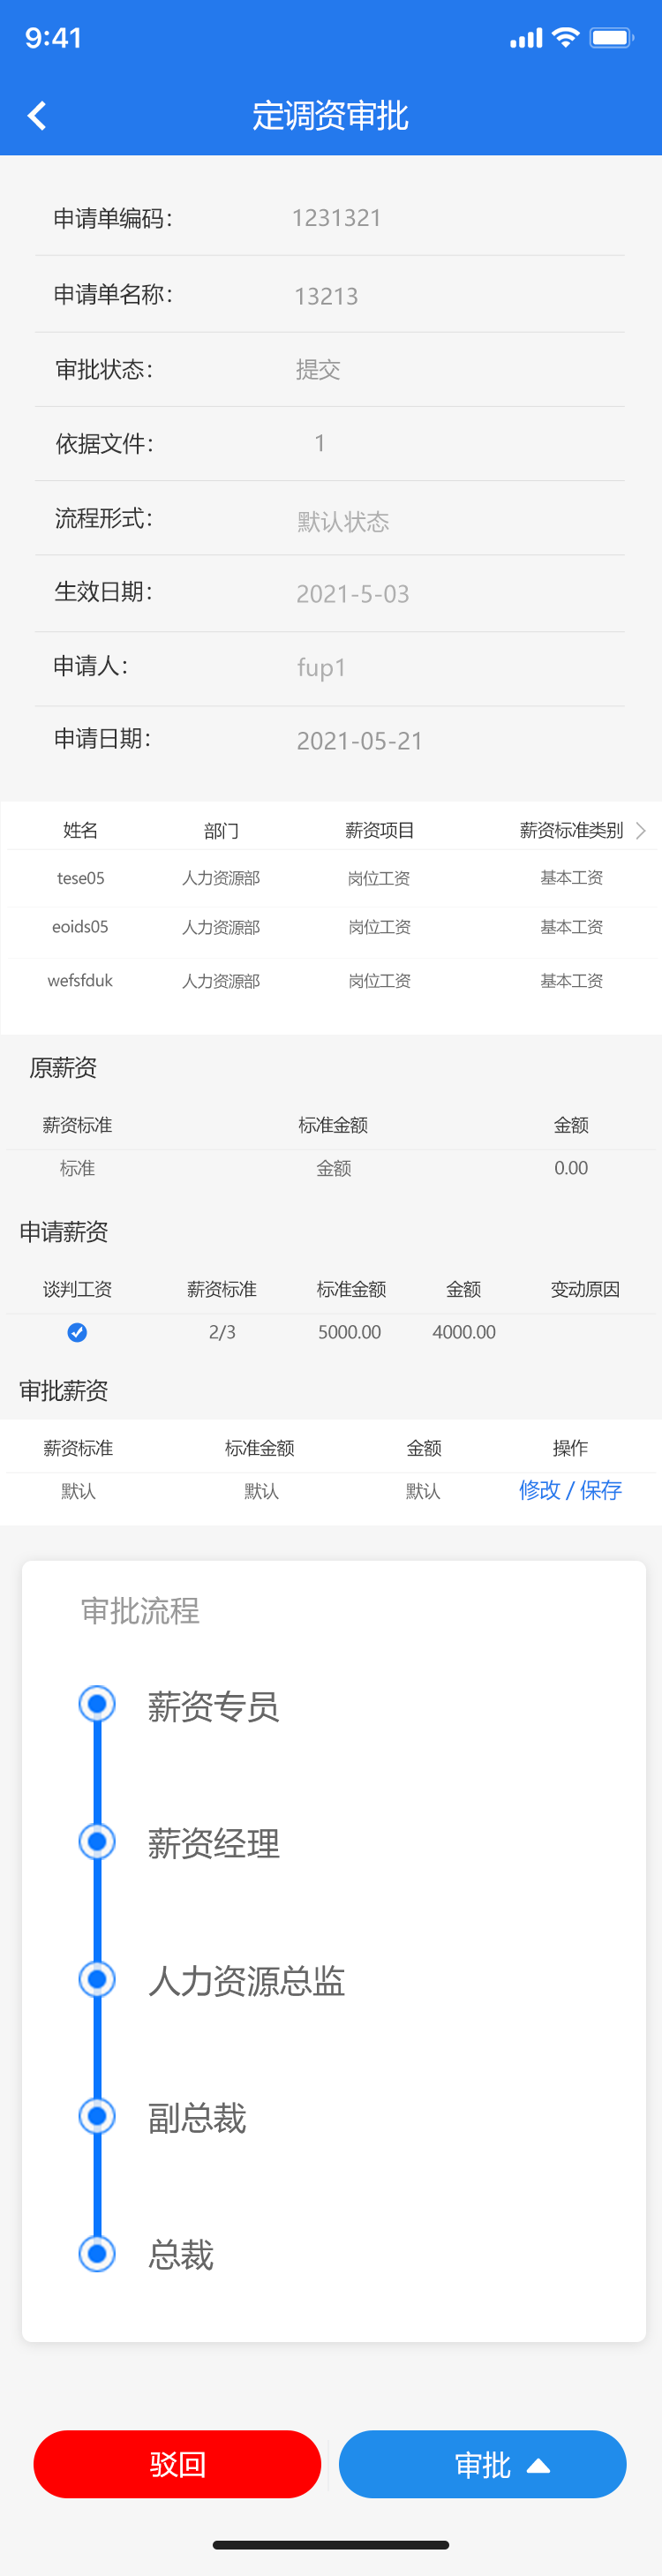 9:41
定调资审批
申请单编码： 1231321
申请单名称： 13213
审批状态： 提交
依据文件： 1
流程形式： 默认状态
生效日期： 2021-5-03
申请人： fup1
申请日期： 2021-05-21
姓名 部门 薪资项目 薪资标准类别
tese05 人力资源部 岗位工资 基本工资
eoids05 人力资源部 岗位工资 基本工资
wefsfduk 人力资源部 岗位工资 基本工资
原薪资
薪资标准 标准金额 金额
标准 金额 0.00
申请薪资
谈判工资 薪资标准 标准金额 金额 变动原因
2/3 5000.00 4000.00
审批薪资
薪资标准 标准金额 金额 操作
默认 默认 默认 修改 / 保存
审批流程
薪资专员
薪资经理
人力资源总监
副总裁
总裁
驳回 审批